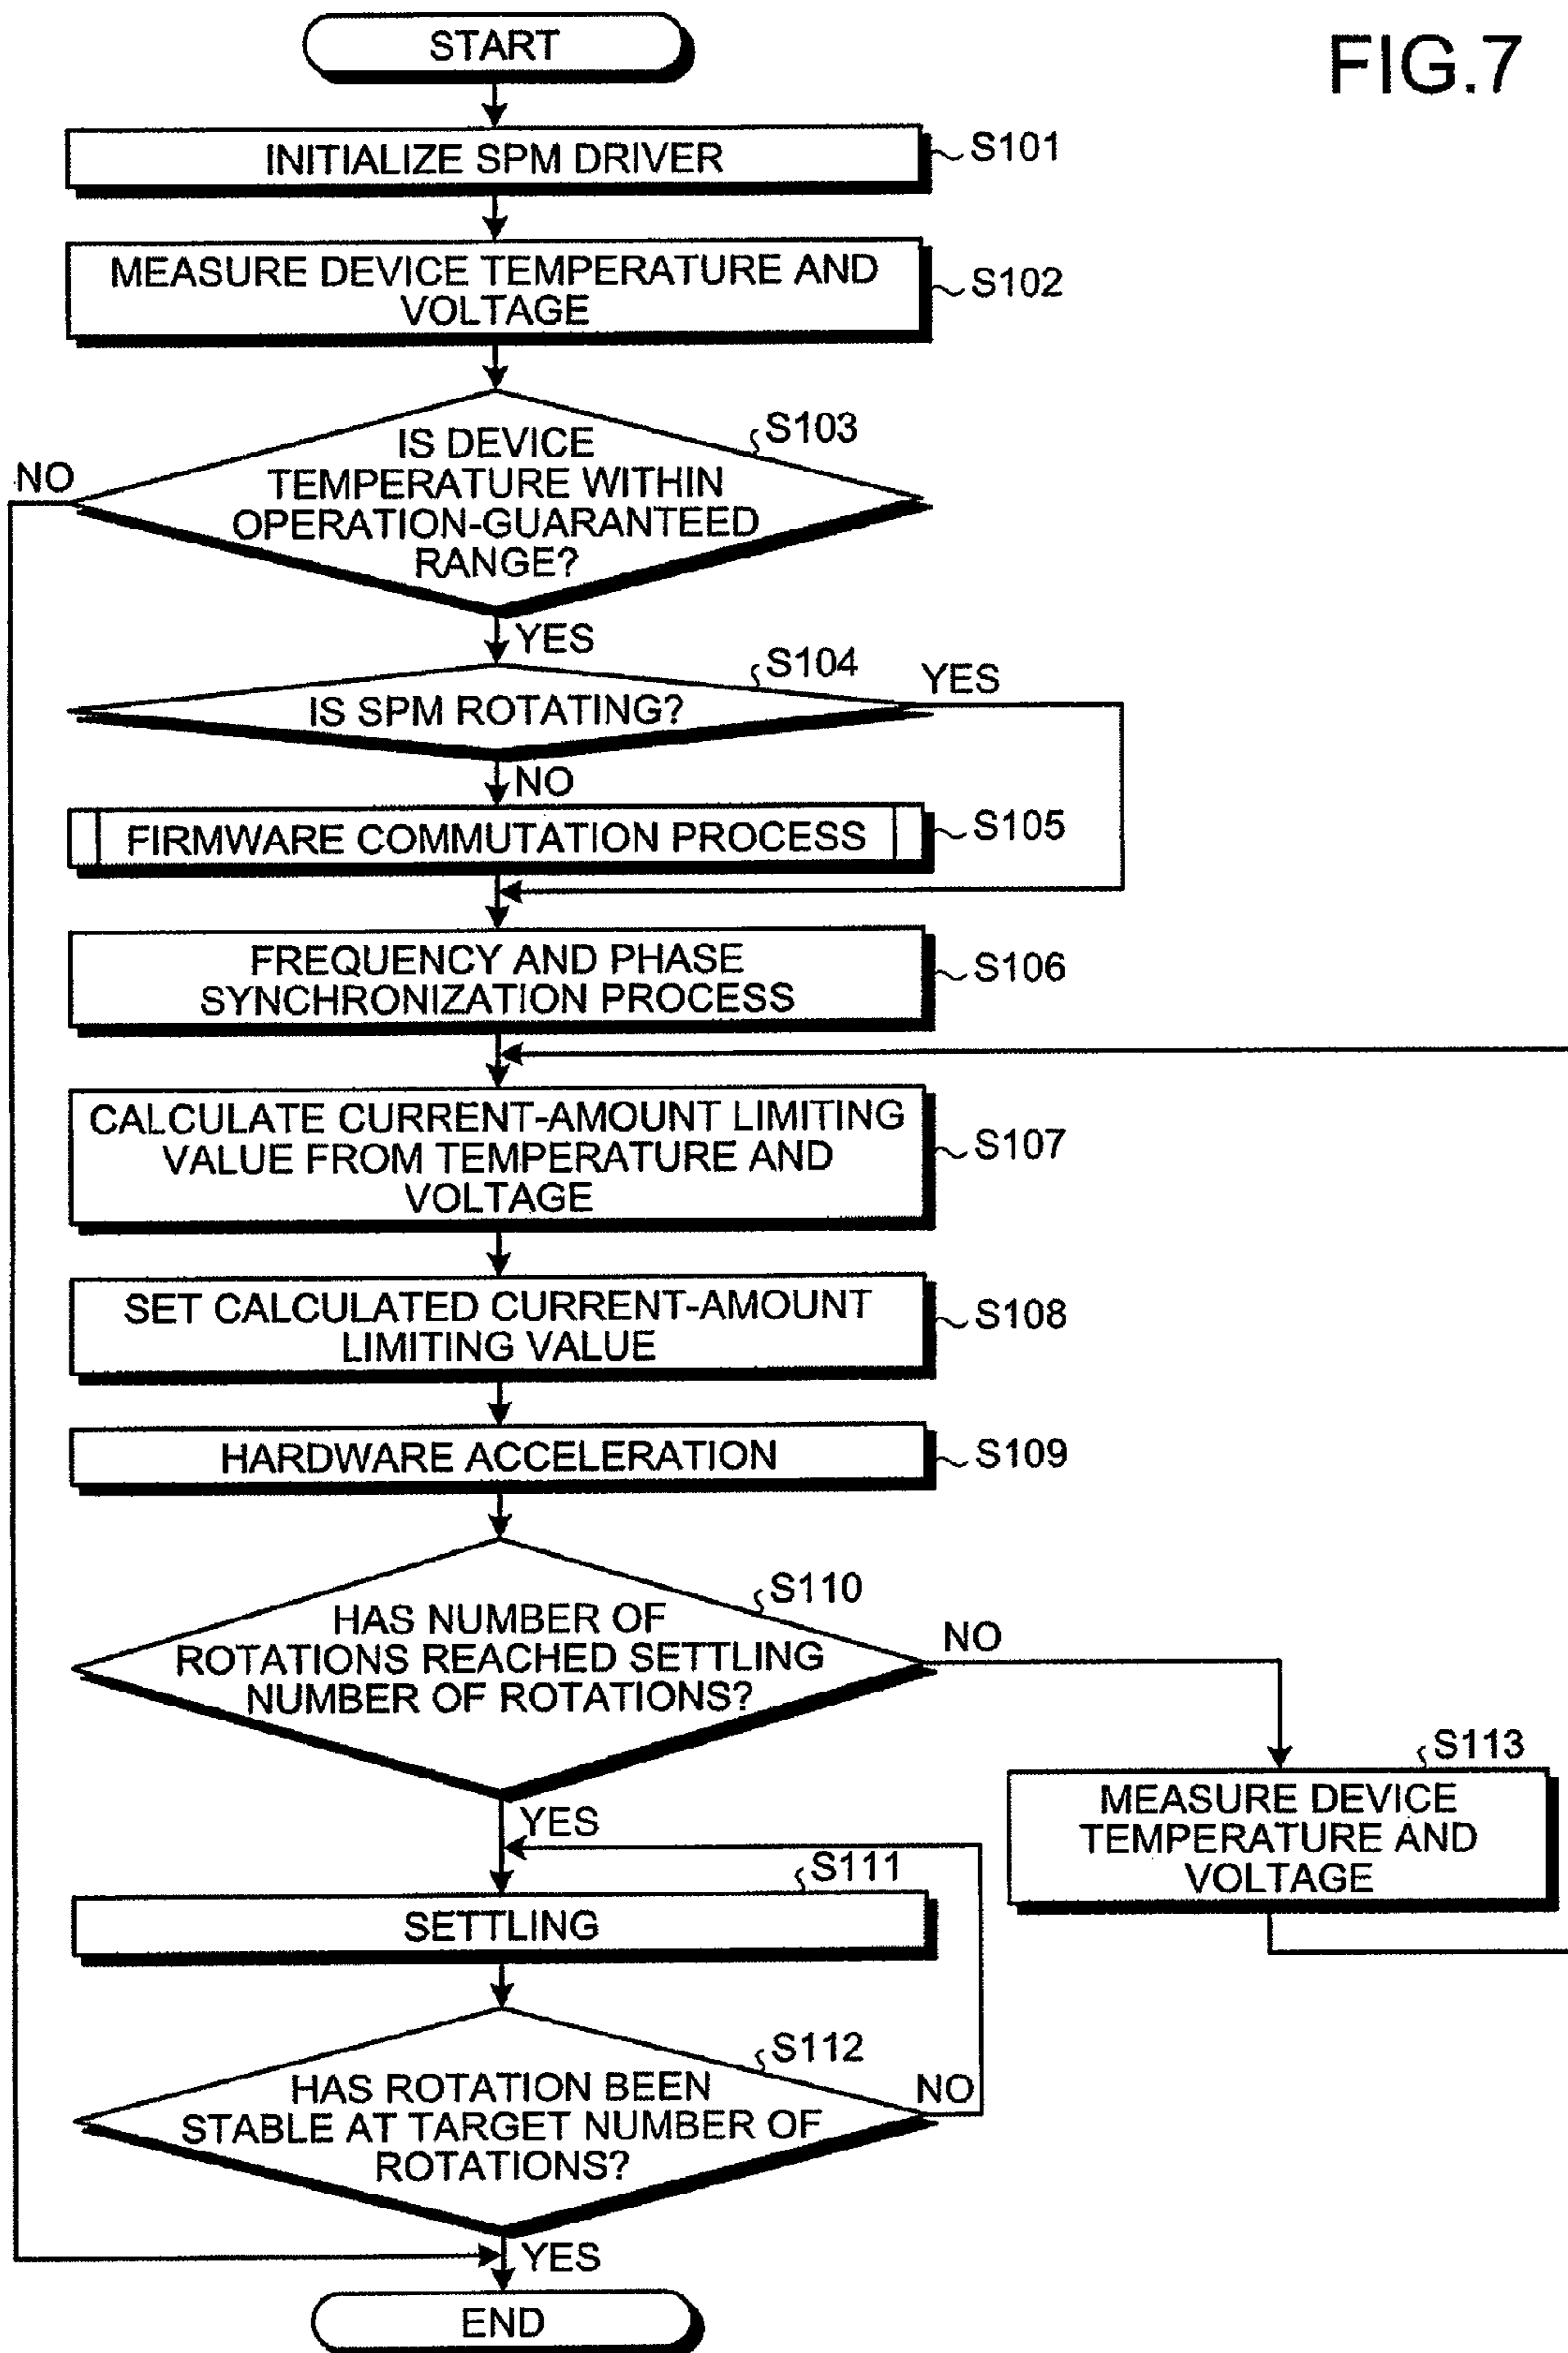 FIG.7
START
INITIALIZE SPM DRIVER
S101
MEASURE DEVICE TEMPERATURE AND
VOLTAGE
S102
S103
IS DEVICE
TEMPERATURE WITHIN
OPERATION-GUARANTEED
RANGE?
NO
YES
S104
IS SPM ROTATING?
YES
NO
FIRMWARE COMMUTATION PROCESS
S105
FREQUENCY AND PHASE
SYNCHRONIZATION PROCESS
S106
CALCULATE CURRENT-AMOUNT LIMITING
VALUE FROM TEMPERATURE AND
VOLTAGE
S107
SET CALCULATED CURRENT-AMOUNT
LIMITING VALUE
S108
HARDWARE ACCELERATION
S109
S110
HAS NUMBER OF
ROTATIONS REACHED SETTLING
NUMBER OF ROTATIONS?
NO
S113
MEASURE DEVICE
TEMPERATURE AND
VOLTAGE
YES
S111
SETTLING
S112
HAS ROTATION BEEN
STABLE AT TARGET NUMBER OF
ROTATIONS?
NO
YES
END